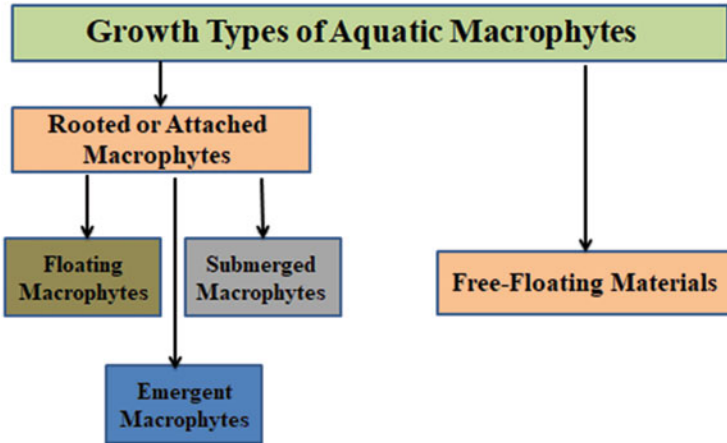 Growth Types of Aquatic Macrophytes
Rooted or Attached
Macrophytes
Floating
Macrophytes
Submerged
Macrophytes
Free-Floating Materials
Emergent
Macrophytes